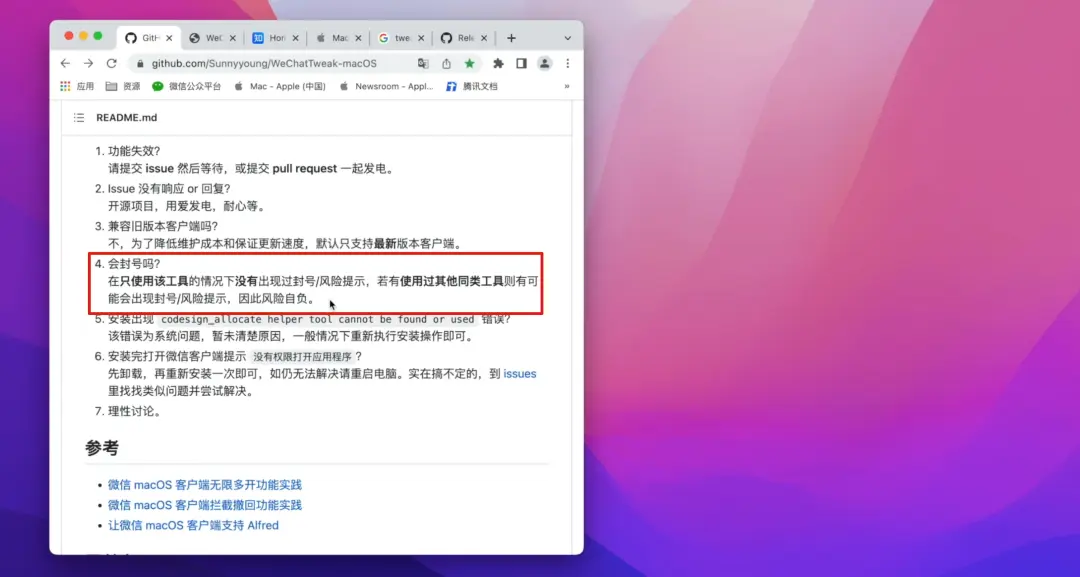 GitH
WeC
Hori
Mac
twe
Rele
github.com/Sunnyyoung/WeChatTweak-macOS
应用 资源 微信公众平台 Mac - Apple (中国) Newsroom - Appl... 腾讯文档 »
README.md
1. 功能失效?
请提交 issue 然后等待，或提交 pull request 一起发电。
2. Issue 没有响应 or 回复?
开源项目，用爱发电，耐心等。
3. 兼容旧版本客户端吗?
不，为了降低维护成本和保证更新速度，默认只支持最新版本客户端。
4. 会封号吗?
在只使用该工具的情况下没有出现过封号/风险提示，若有使用过其他同类工具则有可
能会出现封号/风险提示，因此风险自负。
5. 安装出现 codesign_allocate helper tool cannot be found or used 错误?
该错误为系统问题，暂未清楚原因，一般情况下重新执行安装操作即可。
6. 安装完打开微信客户端提示 没有权限打开应用程序 ?
先卸载，再重新安装一次即可，如仍无法解决请重启电脑。实在搞不定的，到 issues
里找找类似问题并尝试解决。
7. 理性讨论。
参考
• 微信 macOS 客户端无限多开功能实践
• 微信 macOS 客户端拦截撤回功能实践
• 让微信 macOS 客户端支持 Alfred